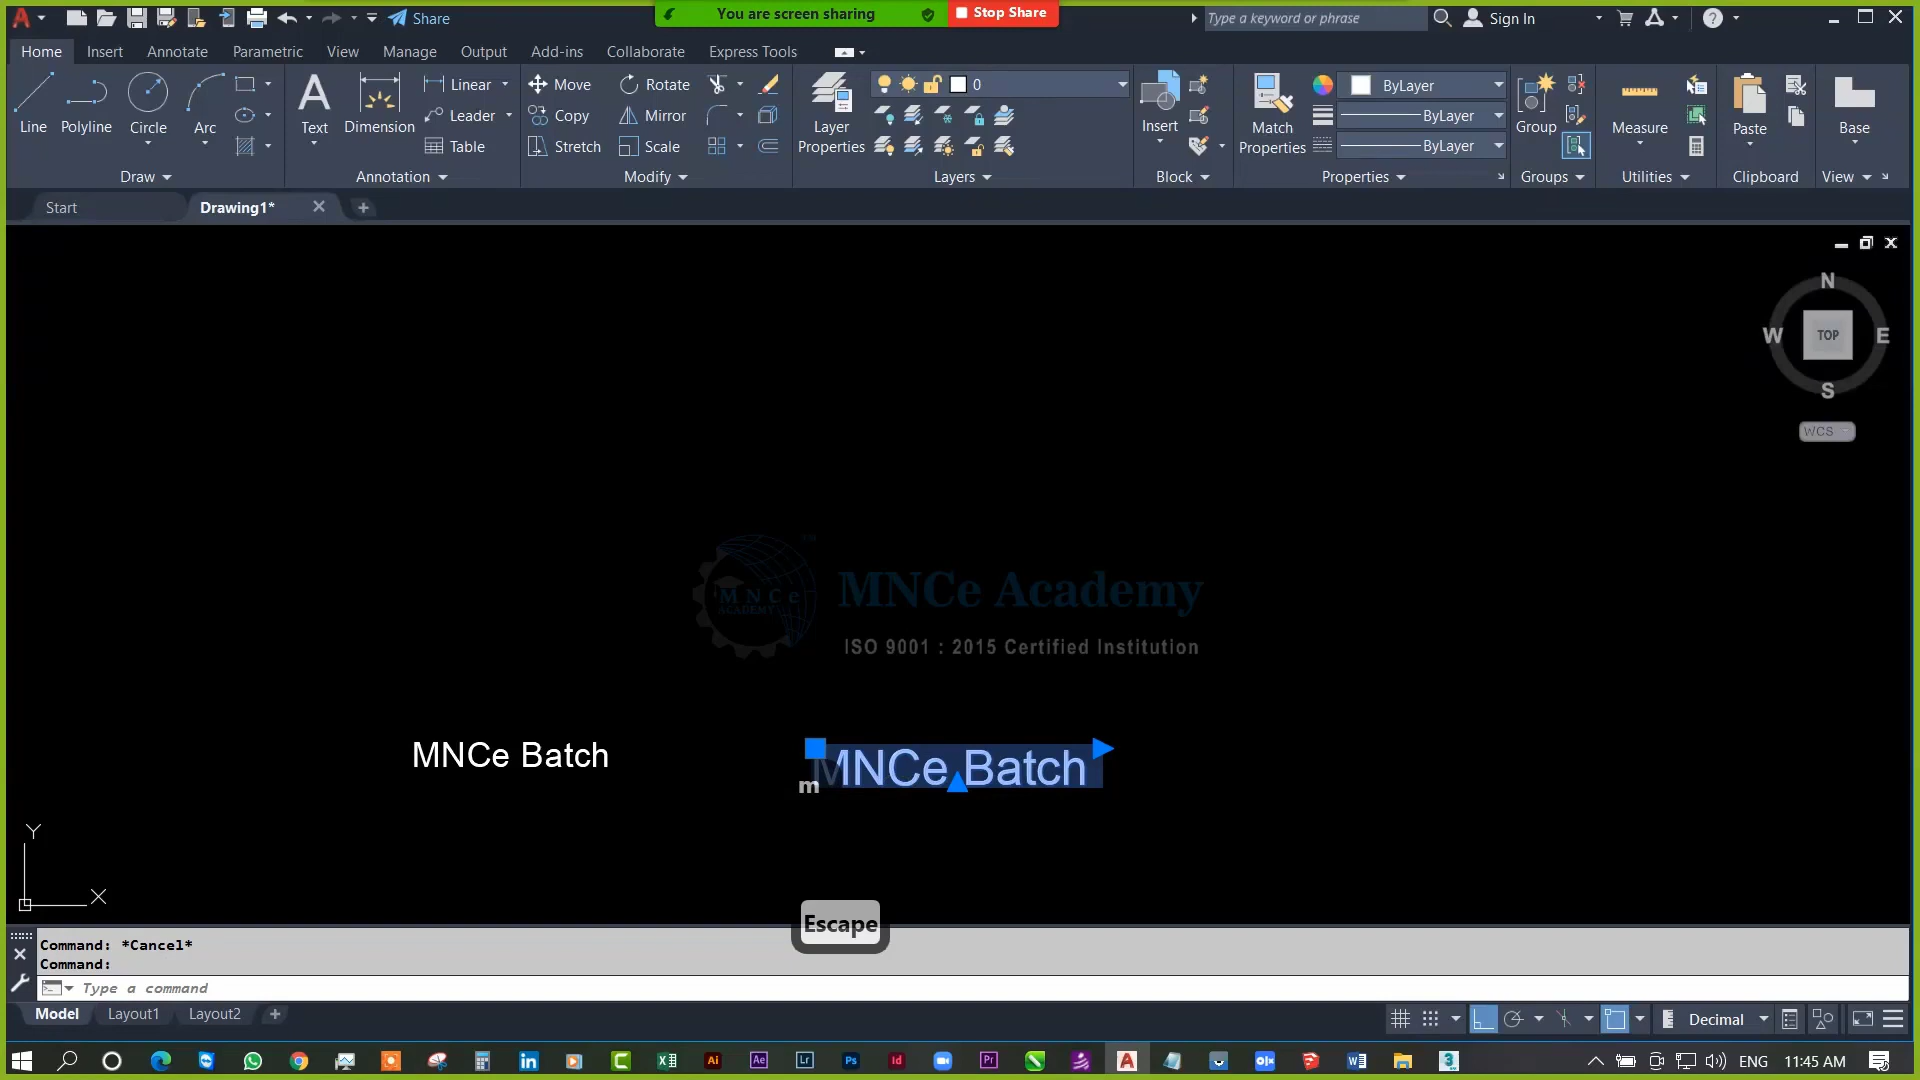 Share
You are screen sharing
Stop Share
Type a keyword or phrase
Sign In
Home Insert Annotate Parametric View Manage Output Add-ins Collaborate Express Tools
Line
Polyline
Circle
Arc
Draw
Text
Dimension
Linear
Leader
Table
Annotation
Move Rotate
Copy Mirror
Stretch Scale
Modify
Layer
Properties
0
Layers
Insert
Block
Match
Properties
ByLayer
ByLayer
ByLayer
Properties
Group
Groups
Measure
Utilities
Paste
Clipboard
Base
View
Start
Drawing1*
N
W TOP E
S
WCS
MNCe
ACADEMY
MNCe Academy
ISO 9001 : 2015 Certified Institution
MNCe Batch
MNCe Batch
m
Y
X
Escape
Command: *Cancel*
Command:
Type a command
Model Layout1 Layout2
Decimal
ENG 11:45 AM